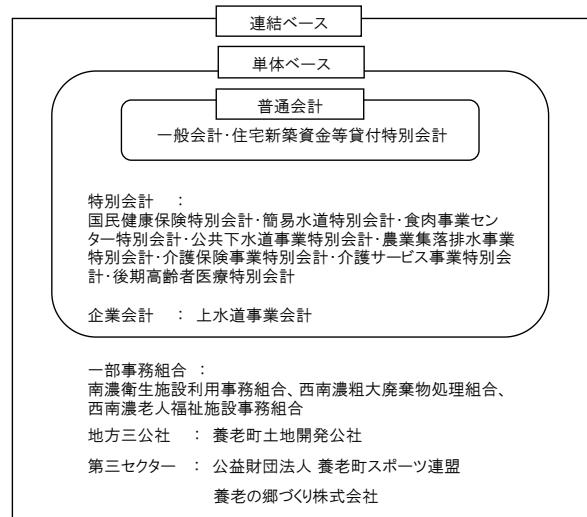 連結ベース
単体ベース
普通会計
一般会計・住宅新築資金等貸付特別会計
特別会計　：
国民健康保険特別会計・簡易水道特別会計・食肉事業セン
ター特別会計・公共下水道事業特別会計・農業集落排水事業
特別会計・介護保険事業特別会計・介護サービス事業特別会
計・後期高齢者医療特別会計
企業会計　：　上水道事業会計
一部事務組合　：
南濃衛生施設利用事務組合、西南濃粗大廃棄物処理組合、
西南濃老人福祉施設事務組合
地方三公社　：　養老町土地開発公社
第三セクター　：　公益財団法人 養老町スポーツ連盟
養老の郷づくり株式会社